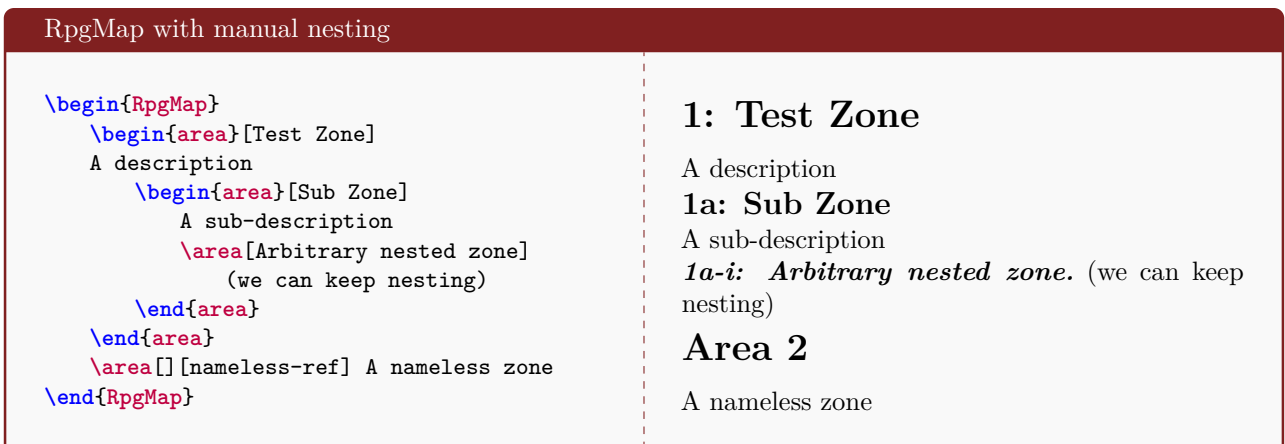 RpgMap with manual nesting
\begin{RpgMap}
\begin{area}[Test Zone]
A description
\begin{area}[Sub Zone]
A sub-description
\area[Arbitrary nested zone]
(we can keep nesting)
\end{area}
\end{area}
\area[][nameless-ref] A nameless zone
\end{RpgMap}
1: Test Zone
A description
1a: Sub Zone
A sub-description
1a-i: Arbitrary nested zone. (we can keep
nesting)
Area 2
A nameless zone